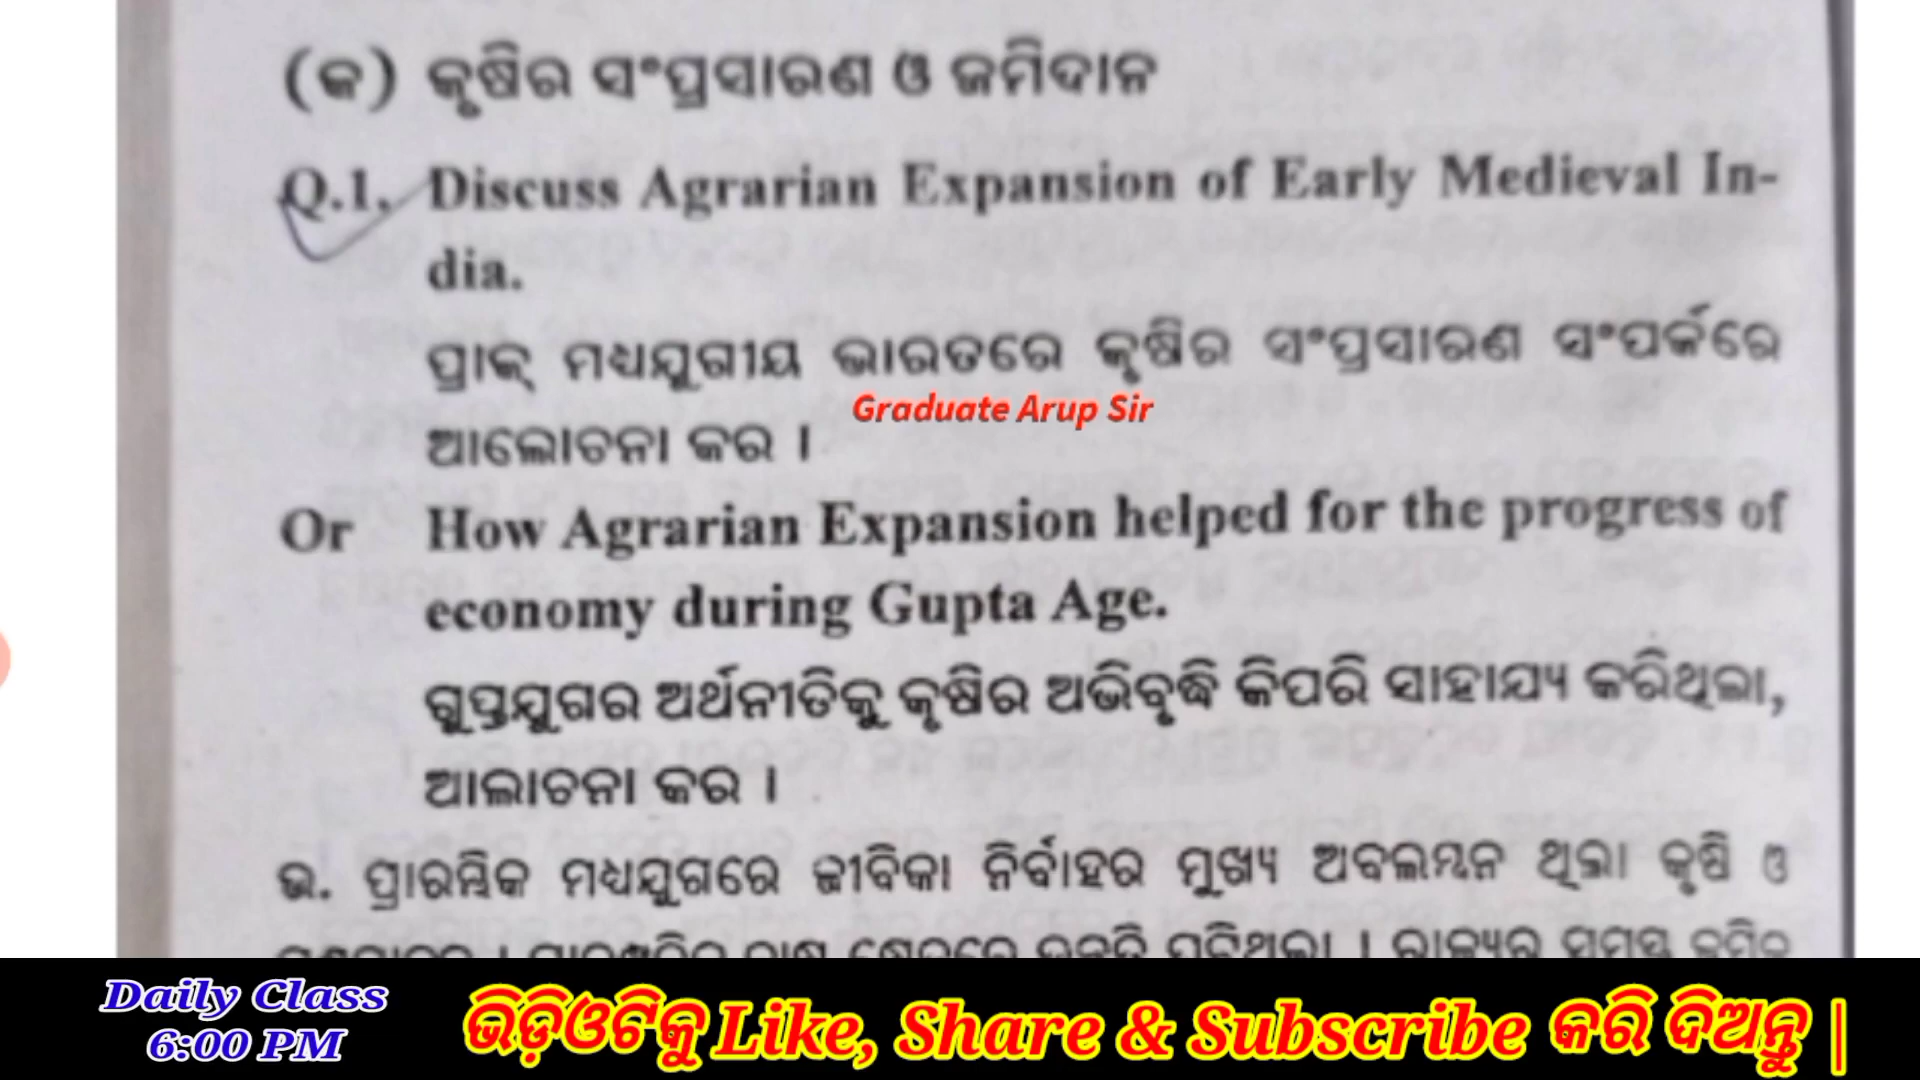 (କ) କୃଷିର ସଂପ୍ରସାରଣ ଓ ଜମିଦାନ
Q.1. Discuss Agrarian Expansion of Early Medieval In-
dia.
ପ୍ରାକ୍ ମଧ୍ୟଯୁଗୀୟ ଭାରତରେ କୃଷିର ସଂପ୍ରସାରଣ ସଂପର୍କରେ
Graduate Arup Sir
ଆଲୋଚନା କର ।
Or How Agrarian Expansion helped for the progress of
economy during Gupta Age.
ଗୁପ୍ତଯୁଗର ଅର୍ଥନୀତିକୁ କୃଷିର ଅଭିବୃଦ୍ଧି କିପରି ସାହାଯ୍ୟ କରିଥିଲା,
ଆଲାଚନା କର ।
ଭ. ପ୍ରାରମ୍ଭିକ ମଧ୍ୟଯୁଗରେ ଜୀବିକା ନିର୍ବାହର ମୁଖ୍ୟ ଅବଲମ୍ବନ ଥିଲା କୃଷି ଓ
Daily Class
6:00 PM
ଭିଡ଼ିଓଟିକୁ Like, Share & Subscribe କରି ଦିଅନ୍ତୁ |